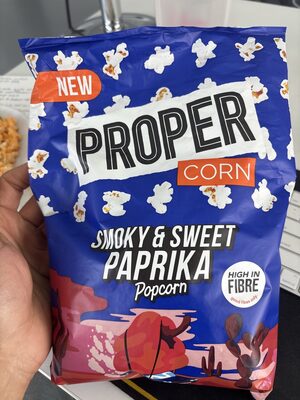 NEW
PROPER
CORN
SMOKY & SWEET
PAPRIKA
Popcorn
HIGH IN
FIBRE